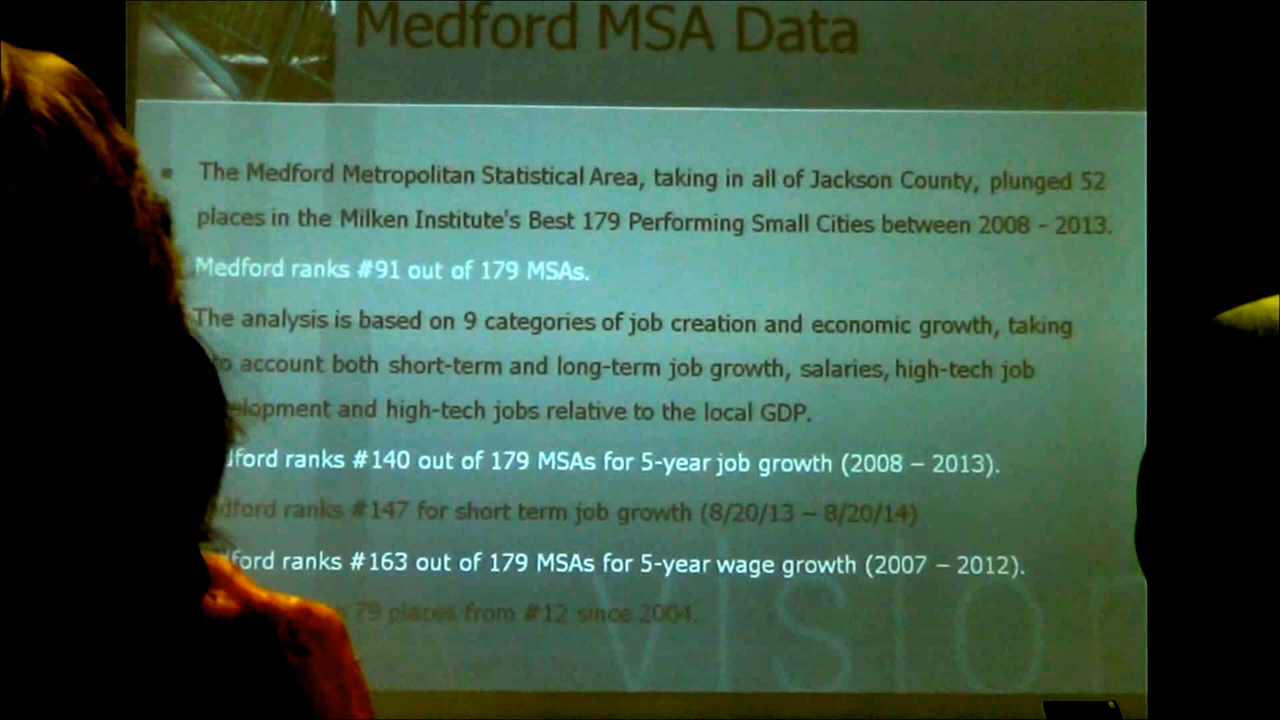 Medford MSA Data
The Medford Metropolitan Statistical Area, taking in all of Jackson County, plunged 52
places in the Milken Institute's Best 179 Performing Small Cities between 2008 - 2013.
Medford ranks #91 out of 179 MSAs.
The analysis is based on 9 categories of job creation and economic growth, taking
account both short-term and long-term job growth, salaries, high-tech job
elopment and high-tech jobs relative to the local GDP.
dford ranks #140 out of 179 MSAs for 5-year job growth (2008 – 2013).
dford ranks #147 for short term job growth (8/20/13 – 8/20/14)
ford ranks #163 out of 179 MSAs for 5-year wage growth (2007 – 2012).
79 places from #12 since 2004.
vision